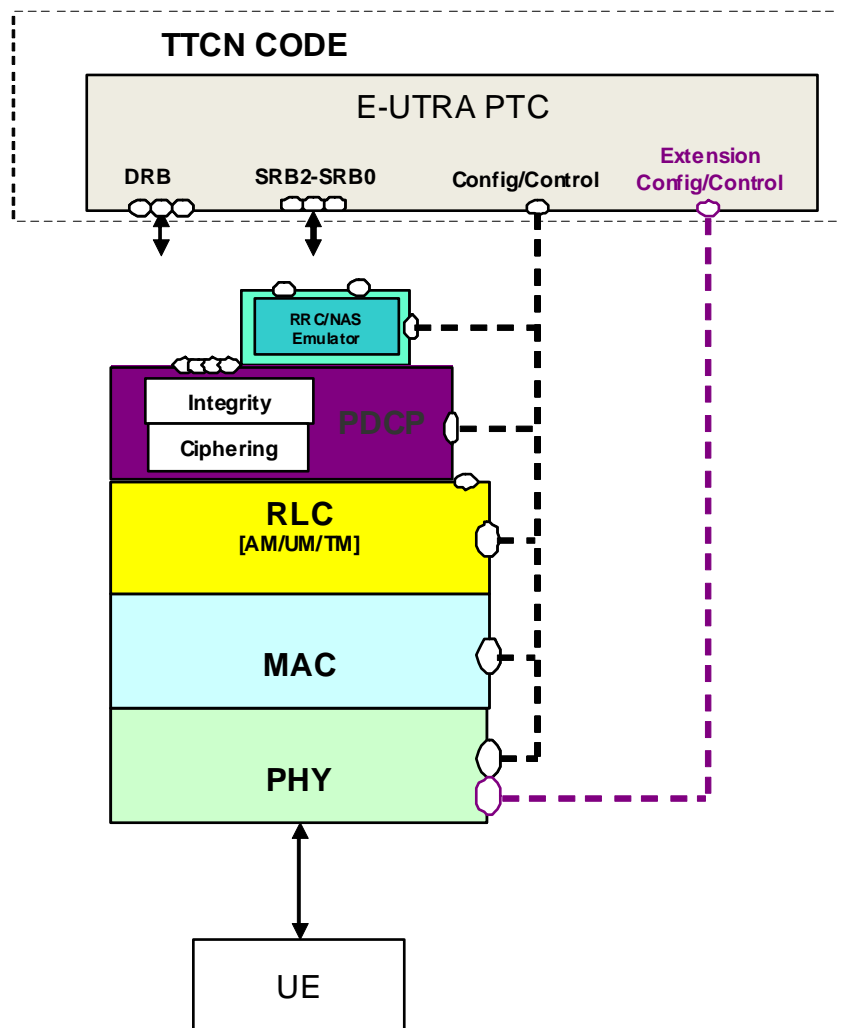 TTCN CODE
E-UTRA PTC
DRB
SRB2-SRB0
Config/Control
Extension
Config/Control
RRC/NAS
Emulator
Integrity
Ciphering
PDCP
RLC
[AM/UM/TM]
MAC
PHY
UE